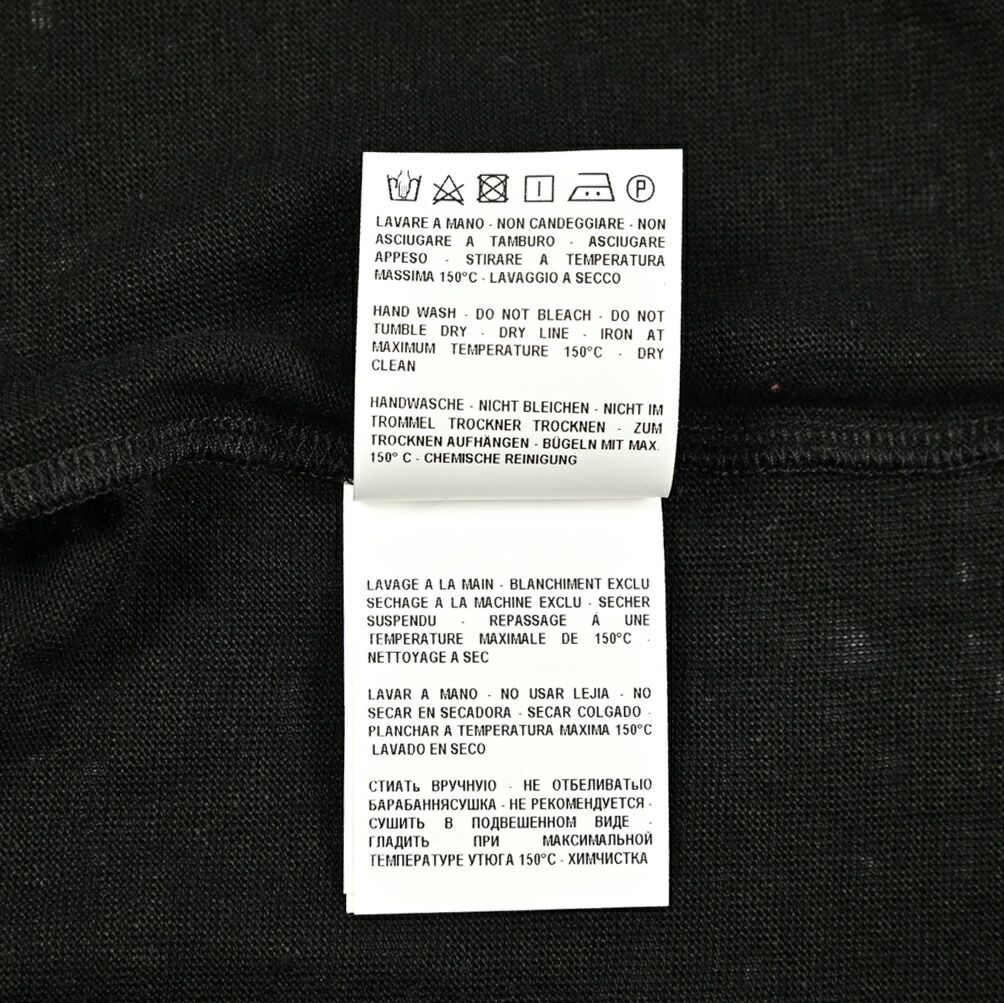 P
LAVARE A MANO - NON CANDEGGIARE - NON
ASCIUGARE A TAMBURO - ASCIUGARE
APPESO - STIRARE A TEMPERATURA
MASSIMA 150°C - LAVAGGIO A SECCO
HAND WASH - DO NOT BLEACH - DO NOT
TUMBLE DRY - DRY LINE - IRON AT
MAXIMUM TEMPERATURE 150°C - DRY
CLEAN
HANDWASCHE - NICHT BLEICHEN - NICHT IM
TROMMEL TROCKNER TROCKNEN - ZUM
TROCKNEN AUFHÄNGEN - BÜGELN MIT MAX.
150° C - CHEMISCHE REINIGUNG
LAVAGE A LA MAIN - BLANCHIMENT EXCLU
SECHAGE A LA MACHINE EXCLU - SECHER
SUSPENDU - REPASSAGE Á UNE
TEMPERATURE MAXIMALE DE 150°C -
NETTOYAGE A SEC
LAVAR A MANO - NO USAR LEJIA - NO
SECAR EN SECADORA - SECAR COLGADO -
PLANCHAR A TEMPERATURA MÁXIMA 150°C
LAVADO EN SECO
СТИАТЬ ВРУЧНУЮ - НЕ ОТБЕЛИВАТЬЮ
БАРАБАННЯСУШКА - НЕ РЕКОМЕНДУЕТСЯ -
СУШИТЬ В ПОДВЕШЕННОМ ВИДЕ -
ГЛАДИТЬ ПРИ МАКСИМАЛЬНОЙ
ТЕМПЕРАТУРЕ УТЮГА 150°C - ХИМЧИСТКА